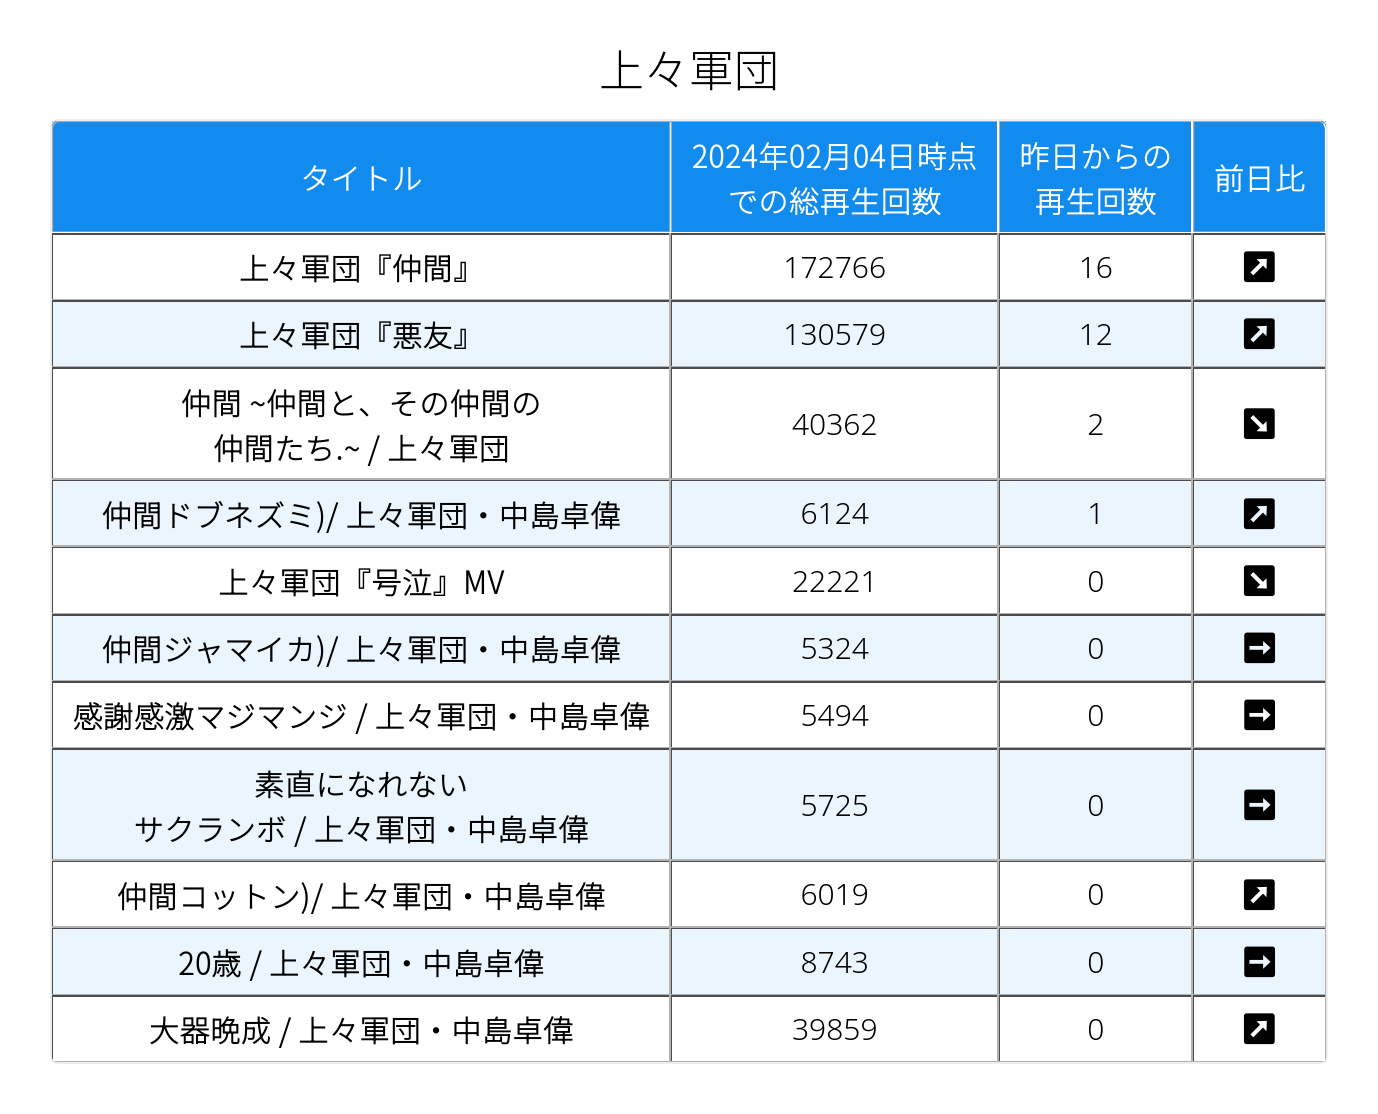 上々軍団
タイトル
2024年02月04日時点
での総再生回数
昨日からの
再生回数
前日比
上々軍団『仲間』
172766
16
上々軍団『悪友』
130579
12
仲間 ~仲間と、その仲間の
仲間たち.~ / 上々軍団
40362
2
仲間ドブネズミ)/ 上々軍団・中島卓偉
6124
1
上々軍団『号泣』MV
22221
0
仲間ジャマイカ)/ 上々軍団・中島卓偉
5324
0
感謝感激マジマンジ / 上々軍団・中島卓偉
5494
0
素直になれない
サクランボ / 上々軍団・中島卓偉
5725
0
仲間コットン)/ 上々軍団・中島卓偉
6019
0
20歳 / 上々軍団・中島卓偉
8743
0
大器晩成 / 上々軍団・中島卓偉
39859
0